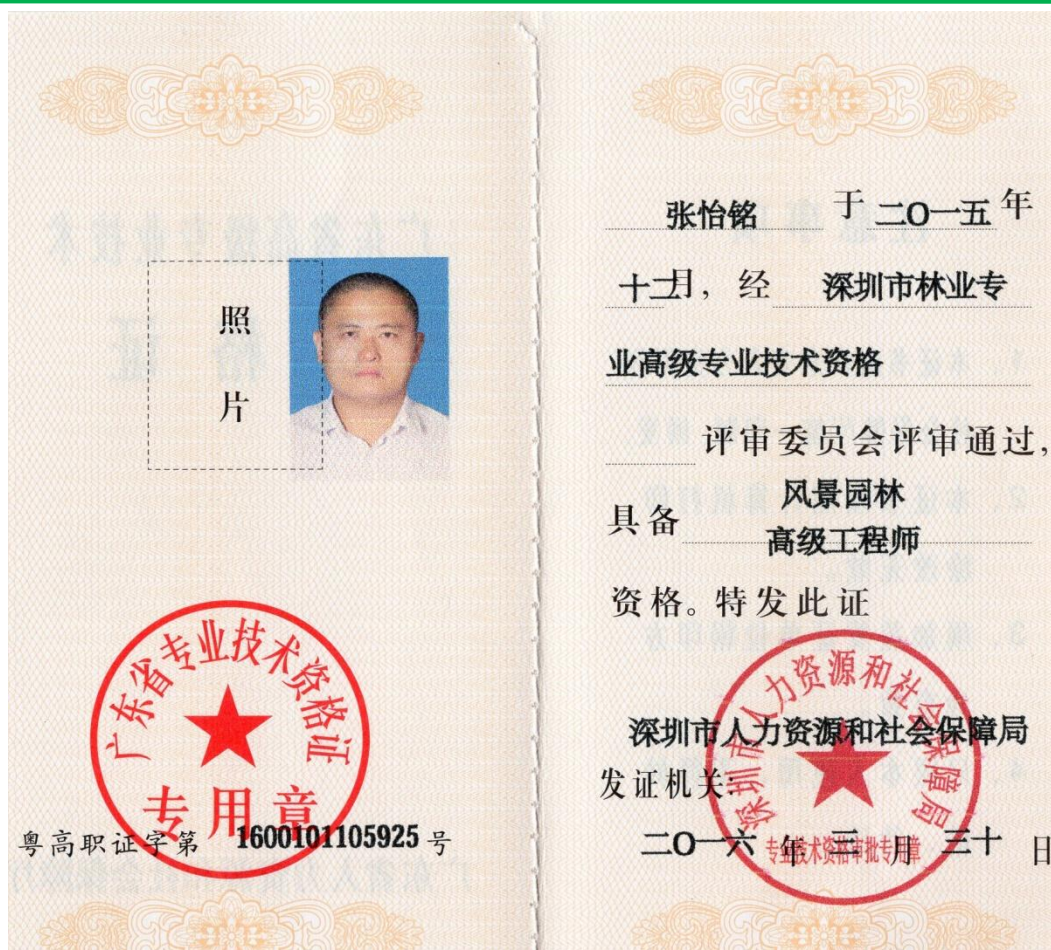 照
片
广东省专业技术资格证
专用章
粤高职证字第 1600101105925 号
张怡铭 于 二O一五 年
十二月，经 深圳市林业专
业高级专业技术资格
评审委员会评审通过，
具备 风景园林
高级工程师
资格。特发此证
深圳市人力资源和社会保障局
发证机关：
二O一六 年 三 月 三十 日
深圳市人力资源和社会保障局
专业技术资格审批专用章